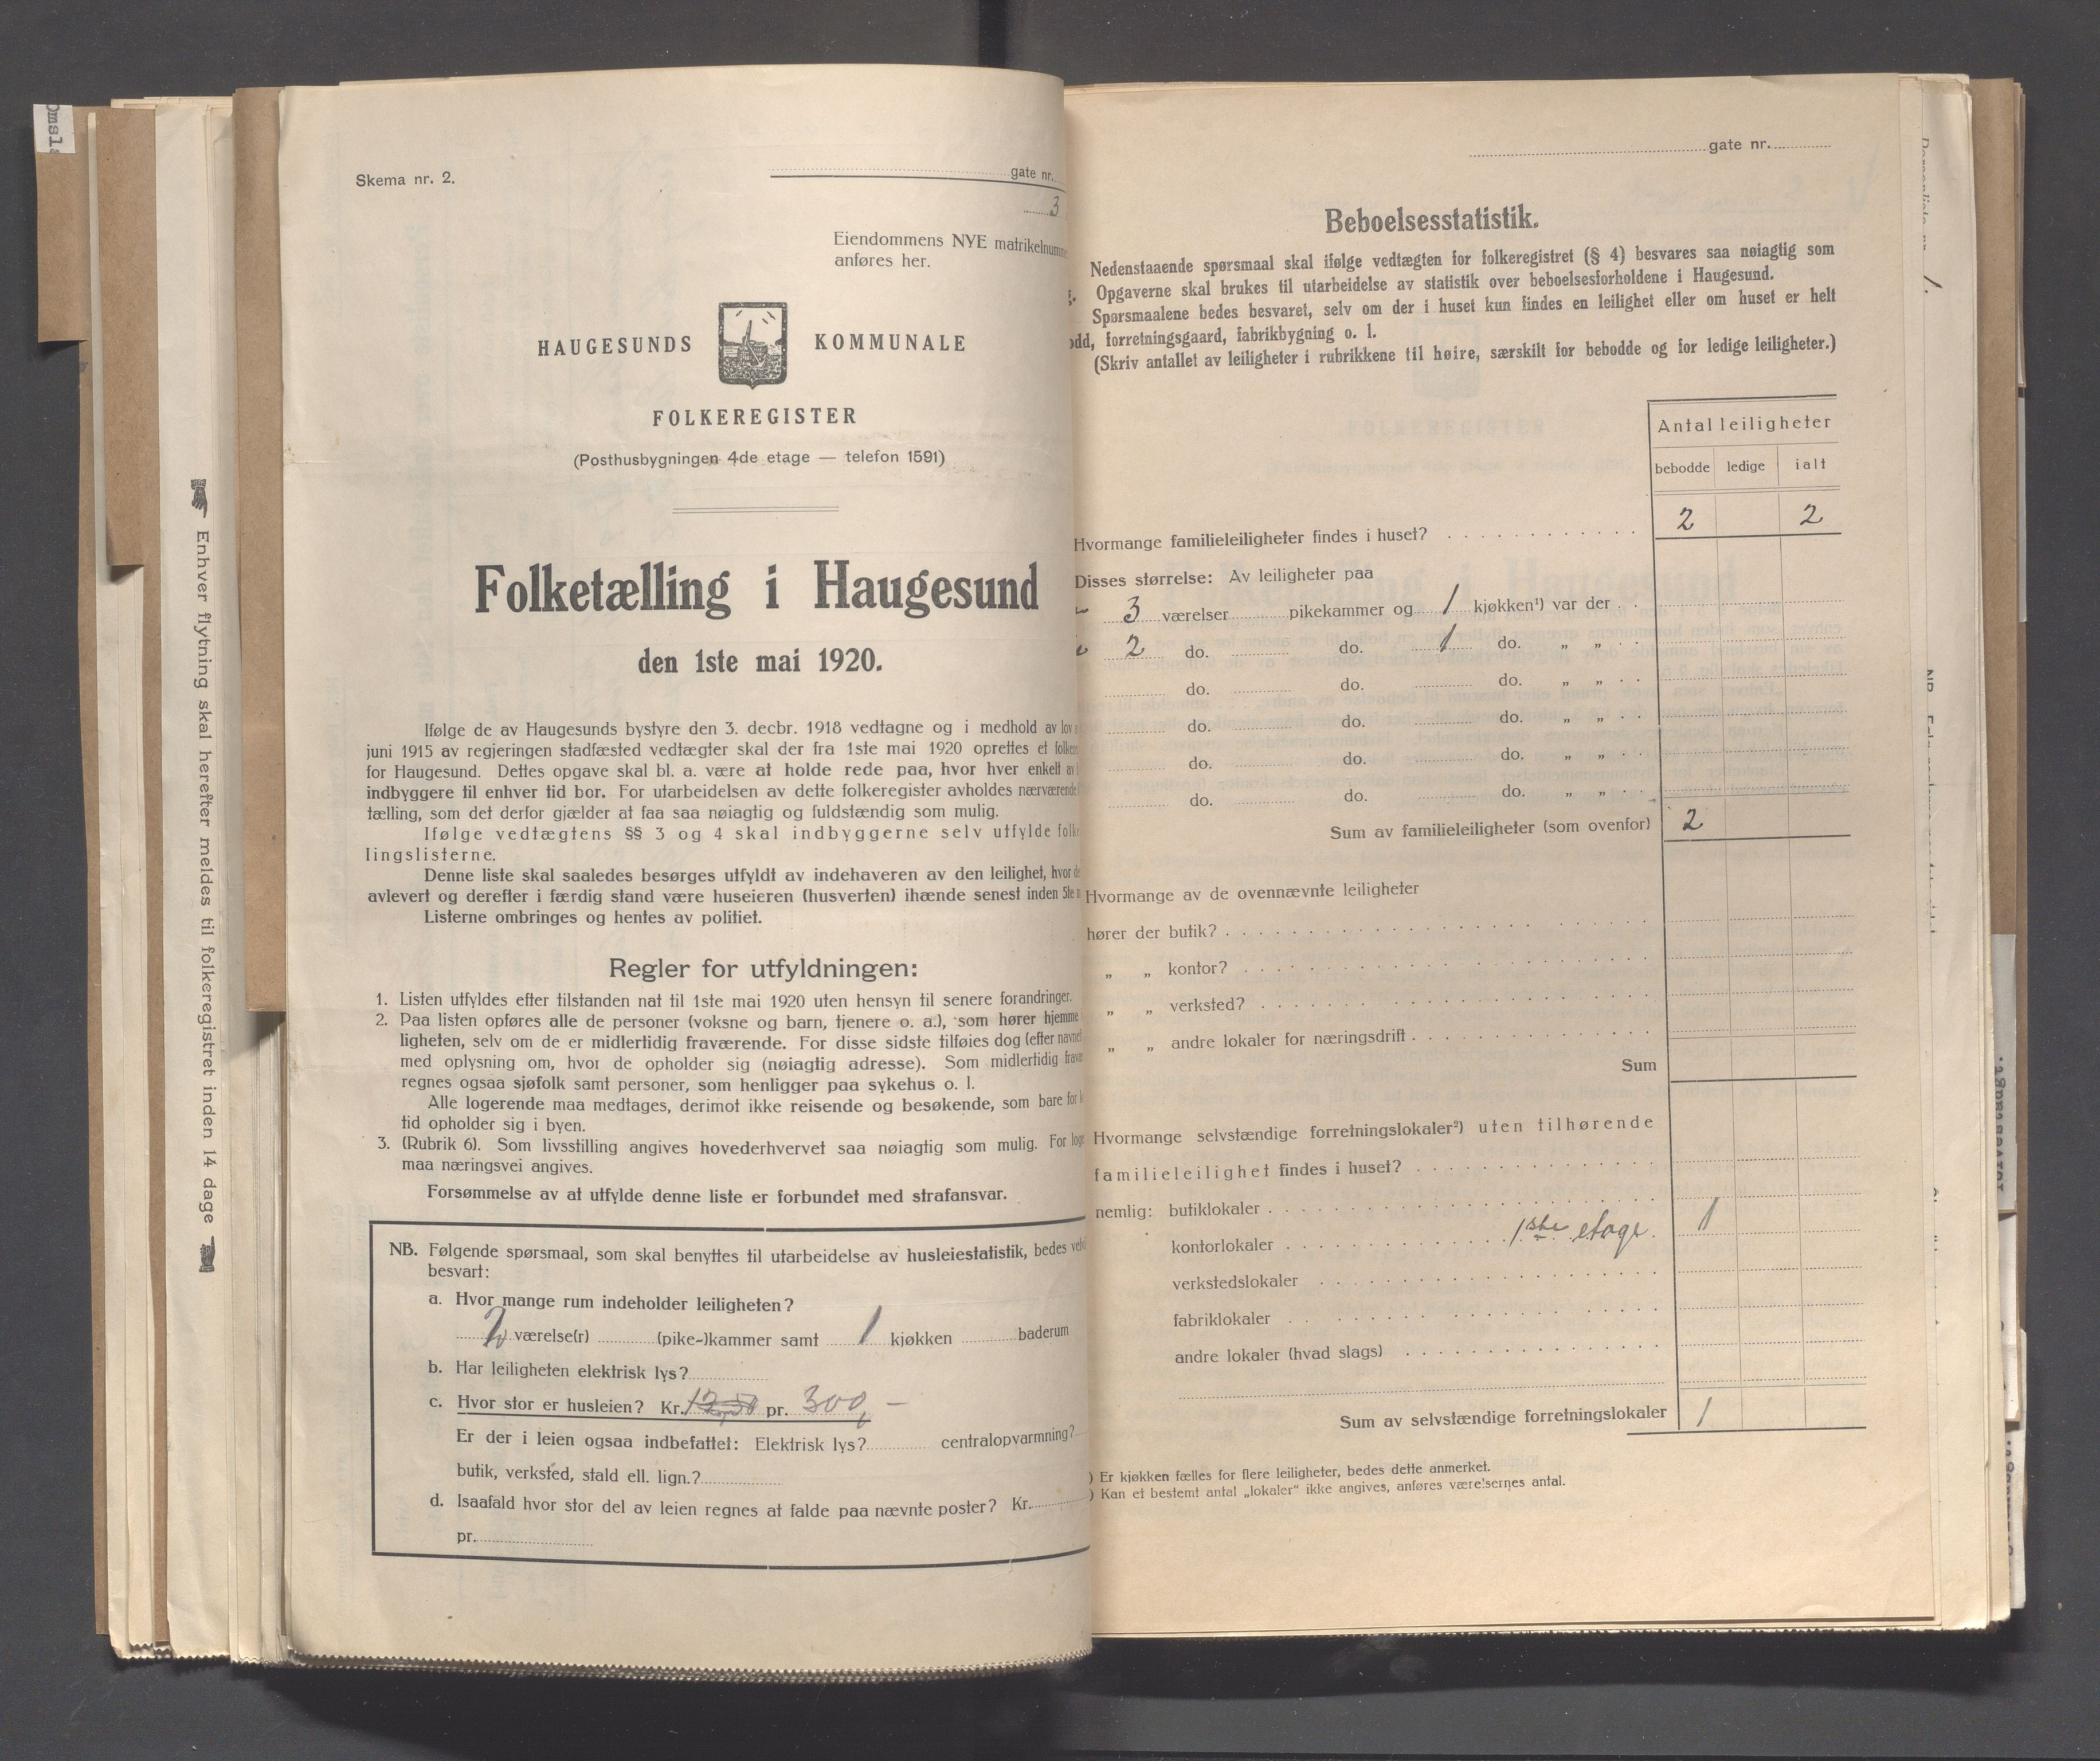 Omsl
Enhver flytning skal herefter meldes til folkeregistret inden 14 dage
Skema nr. 2.
gate nr.
3
Eiendommens NYE matrikelnumme
anføres her.
HAUGESUNDS KOMMUNALE
FOLKEREGISTER
(Posthusbygningen 4de etage — telefon 1591)
Folketælling i Haugesund
den 1ste mai 1920.
Ifølge de av Haugesunds bystyre den 3. decbr. 1918 vedtagne og i medhold av lov
juni 1915 av regjeringen stadfæsted vedtægter skal der fra 1ste mai 1920 oprettes et folke
for Haugesund. Dettes opgave skal bl. a. være at holde rede paa, hvor hver enkelt av
indbyggere til enhver tid bor. For utarbeidelsen av dette folkeregister avholdes nærværende
tælling, som det derfor gjælder at faa saa nøiagtig og fuldstændig som mulig.
Ifølge vedtægtens §§ 3 og 4 skal indbyggerne selv utfylde folke
lingslisterne.
Denne liste skal saaledes besørges utfyldt av indehaveren av den leilighet, hvor de
avlevert og derefter i færdig stand være huseieren (husverten) ihænde senest inden 5te
Listerne ombringes og hentes av politiet.
Regler for utfyldningen:
1. Listen utfyldes efter tilstanden nat til 1ste mai 1920 uten hensyn til senere forandringer.
2. Paa listen opføres alle de personer (voksne og barn, tjenere o. a.), som hører hjemme
ligheten, selv om de er midlertidig fraværende. For disse sidste tilføies dog (efter navne
med oplysning om, hvor de opholder sig (nøiagtig adresse). Som midlertidig fravæ
regnes ogsaa sjøfolk samt personer, som henligger paa sykehus o. l.
Alle logerende maa medtages, derimot ikke reisende og besøkende, som bare for
tid opholder sig i byen.
3. (Rubrik 6). Som livsstilling angives hovederhvervet saa nøiagtig som mulig. For loge
maa næringsvei angives.
Forsømmelse av at utfylde denne liste er forbundet med strafansvar.
NB. Følgende spørsmaal, som skal benyttes til utarbeidelse av husleiestatistik, bedes velv
besvart:
a. Hvor mange rum indeholder leiligheten?
2 værelse(r) (pike-)kammer samt 1 kjøkken baderum
b. Har leiligheten elektrisk lys?
c. Hvor stor er husleien? Kr. 12,50 pr. 300,—
Er der i leien ogsaa indbefattet: Elektrisk lys? centralopvarmning?
butik, verksted, stald ell. lign.?
d. Isaafald hvor stor del av leien regnes at falde paa nævnte poster? Kr.
pr.
gate nr.
Beboelsesstatistik.
Nedenstaaende spørsmaal skal ifølge vedtægten for folkeregistret (§ 4) besvares saa nøiagtig som
g. Opgaverne skal brukes til utarbeidelse av statistik over beboelsesforholdene i Haugesund.
Spørsmaalene bedes besvaret, selv om der i huset kun findes en leilighet eller om huset er helt
odd, forretningsgaard, fabrikbygning o. l.
(Skriv antallet av leiligheter i rubrikkene til høire, særskilt for bebodde og for ledige leiligheter.)
Antal leiligheter
bebodde ledige ialt
Hvormange familieleiligheter findes i huset? 2 2
Disses størrelse: Av leiligheter paa
3 værelser pikekammer og 1 kjøkken¹) var der
2 do. do. 1 do. „ „
do. do. do. „ „
do. do. do. „ „
do. do. do. „ „
do. do. do. „ „
Sum av familieleiligheter (som ovenfor) 2
Hvormange av de ovennævnte leiligheter
hører der butik?
„ „ kontor?
„ „ verksted?
„ „ andre lokaler for næringsdrift
Sum
Hvormange selvstændige forretningslokaler²) uten tilhørende
familieleilighet findes i huset?
nemlig: butiklokaler
kontorlokaler 1ste etage. 1
verkstedslokaler
fabriklokaler
andre lokaler (hvad slags)
Sum av selvstændige forretningslokaler 1
) Er kjøkken fælles for flere leiligheter, bedes dette anmerket.
) Kan et bestemt antal „lokaler“ ikke angives, anføres værelsernes antal.
1.